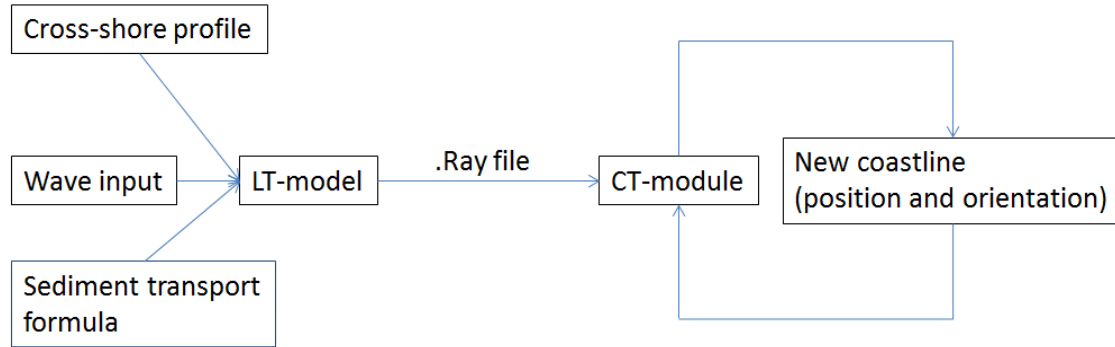 Cross-shore profile
Wave input
Sediment transport
formula
LT-model
.Ray file
CT-module
New coastline
(position and orientation)